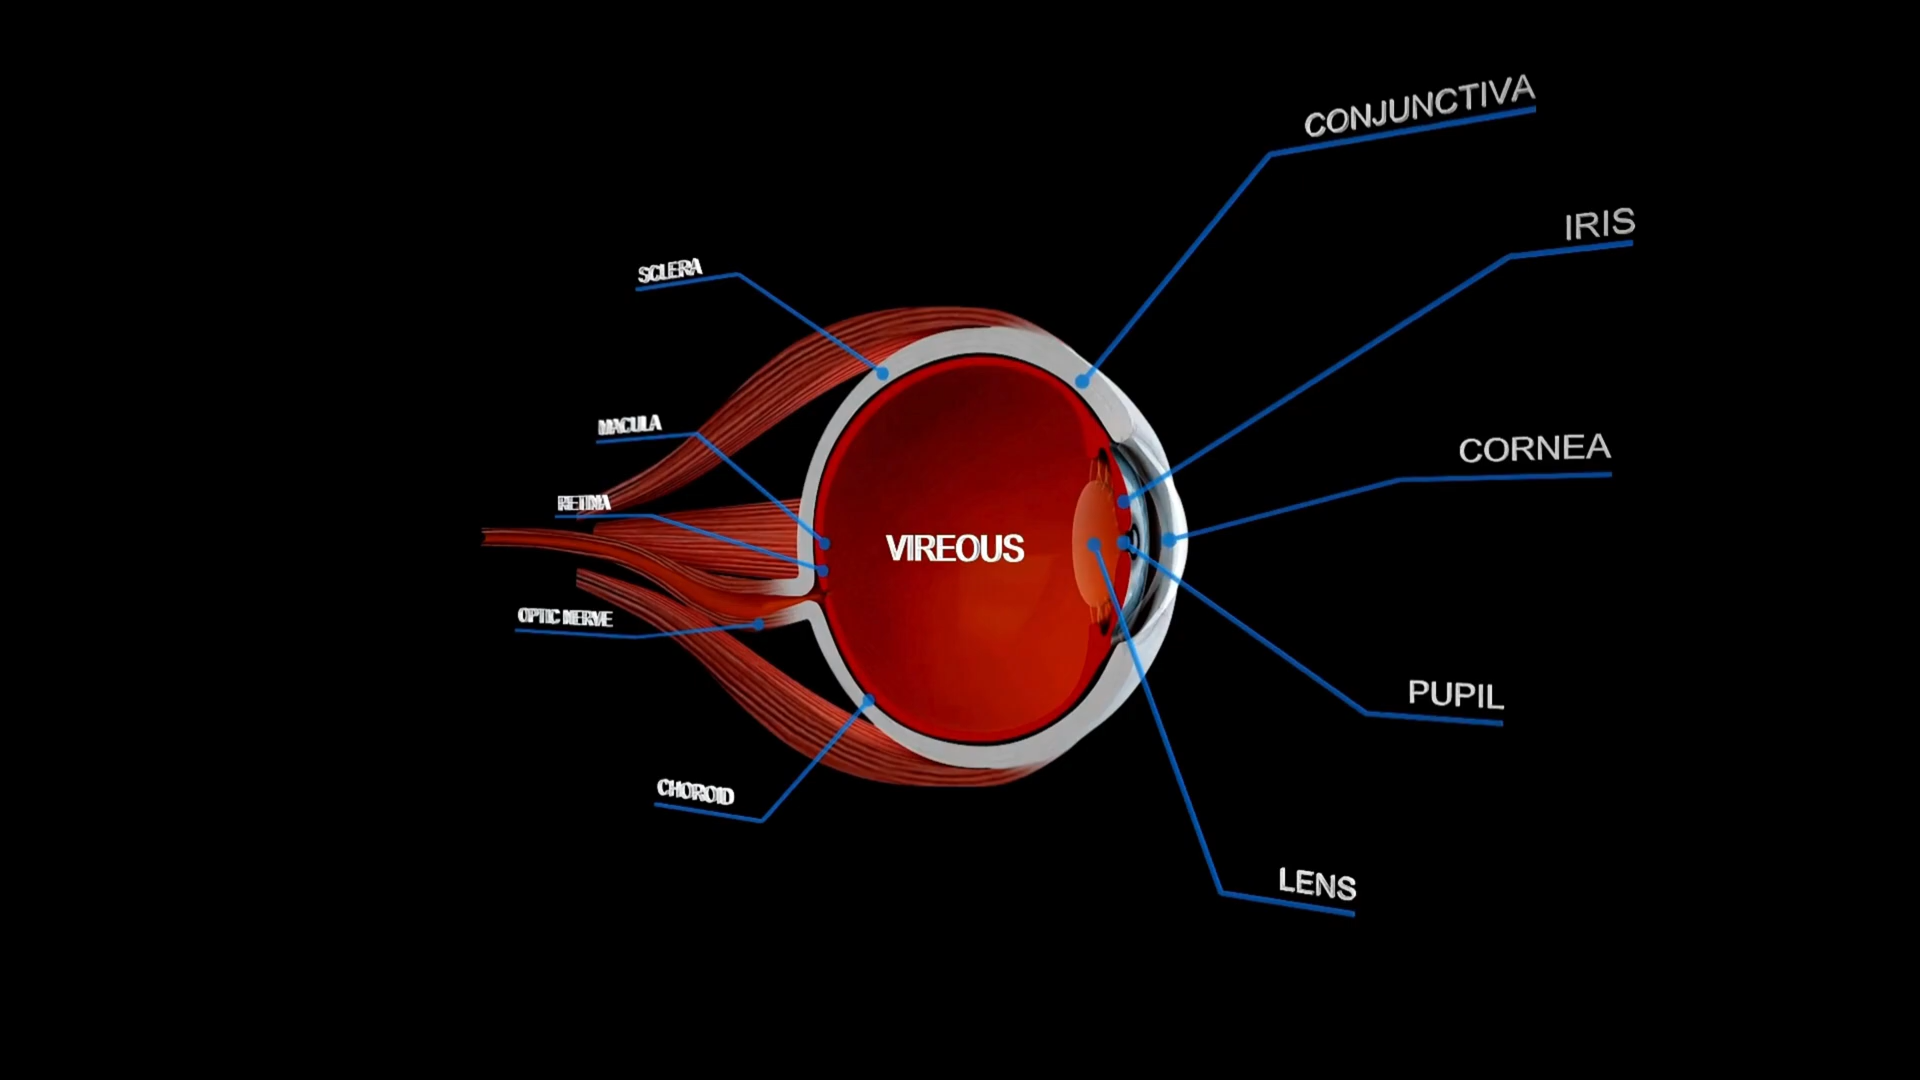 CONJUNCTIVA
IRIS
SCLERA
MACULA
CORNEA
RETINA
VIREOUS
OPTIC NERVE
PUPIL
CHOROID
LENS